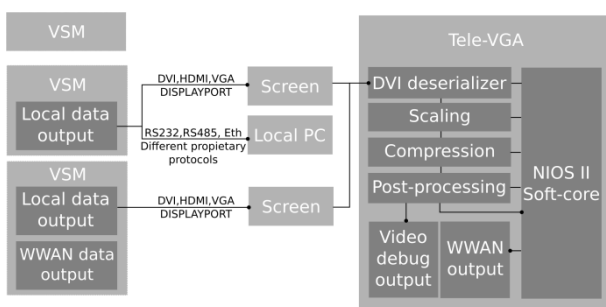 VSM
VSM
Local data
output
DVI,HDMI,VGA
DISPLAYPORT
Screen
RS232,RS485, Eth
Different propietary
protocols
Local PC
VSM
Local data
output
WWAN data
output
DVI,HDMI,VGA
DISPLAYPORT
Screen
Tele-VGA
DVI deserializer
Scaling
Compression
Post-processing
NIOS II
Soft-core
Video
debug
output
WWAN
output